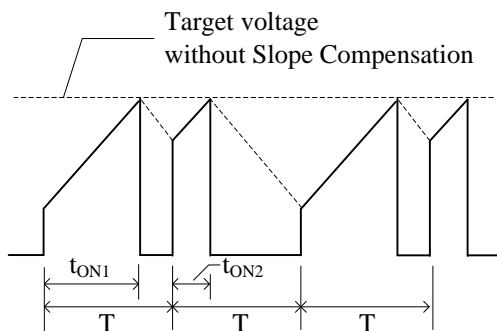 Target voltage
without Slope Compensation
tON1
tON2
T
T
T